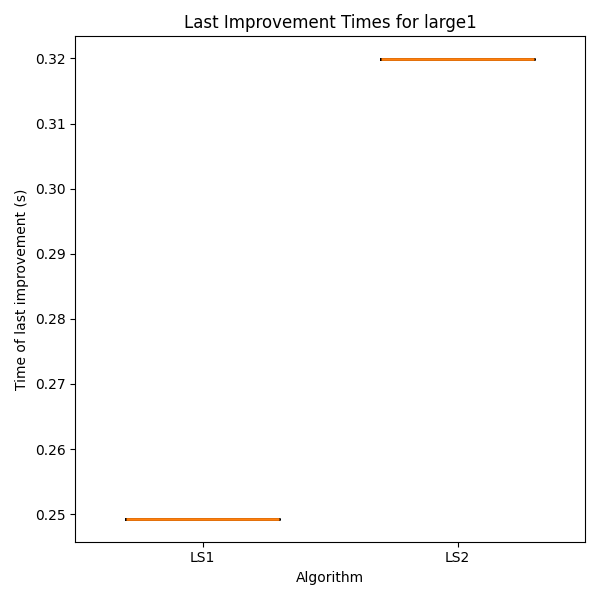 Last Improvement Times for large1
Time of last improvement (s)
0.32
0.31
0.30
0.29
0.28
0.27
0.26
0.25
LS1
LS2
Algorithm